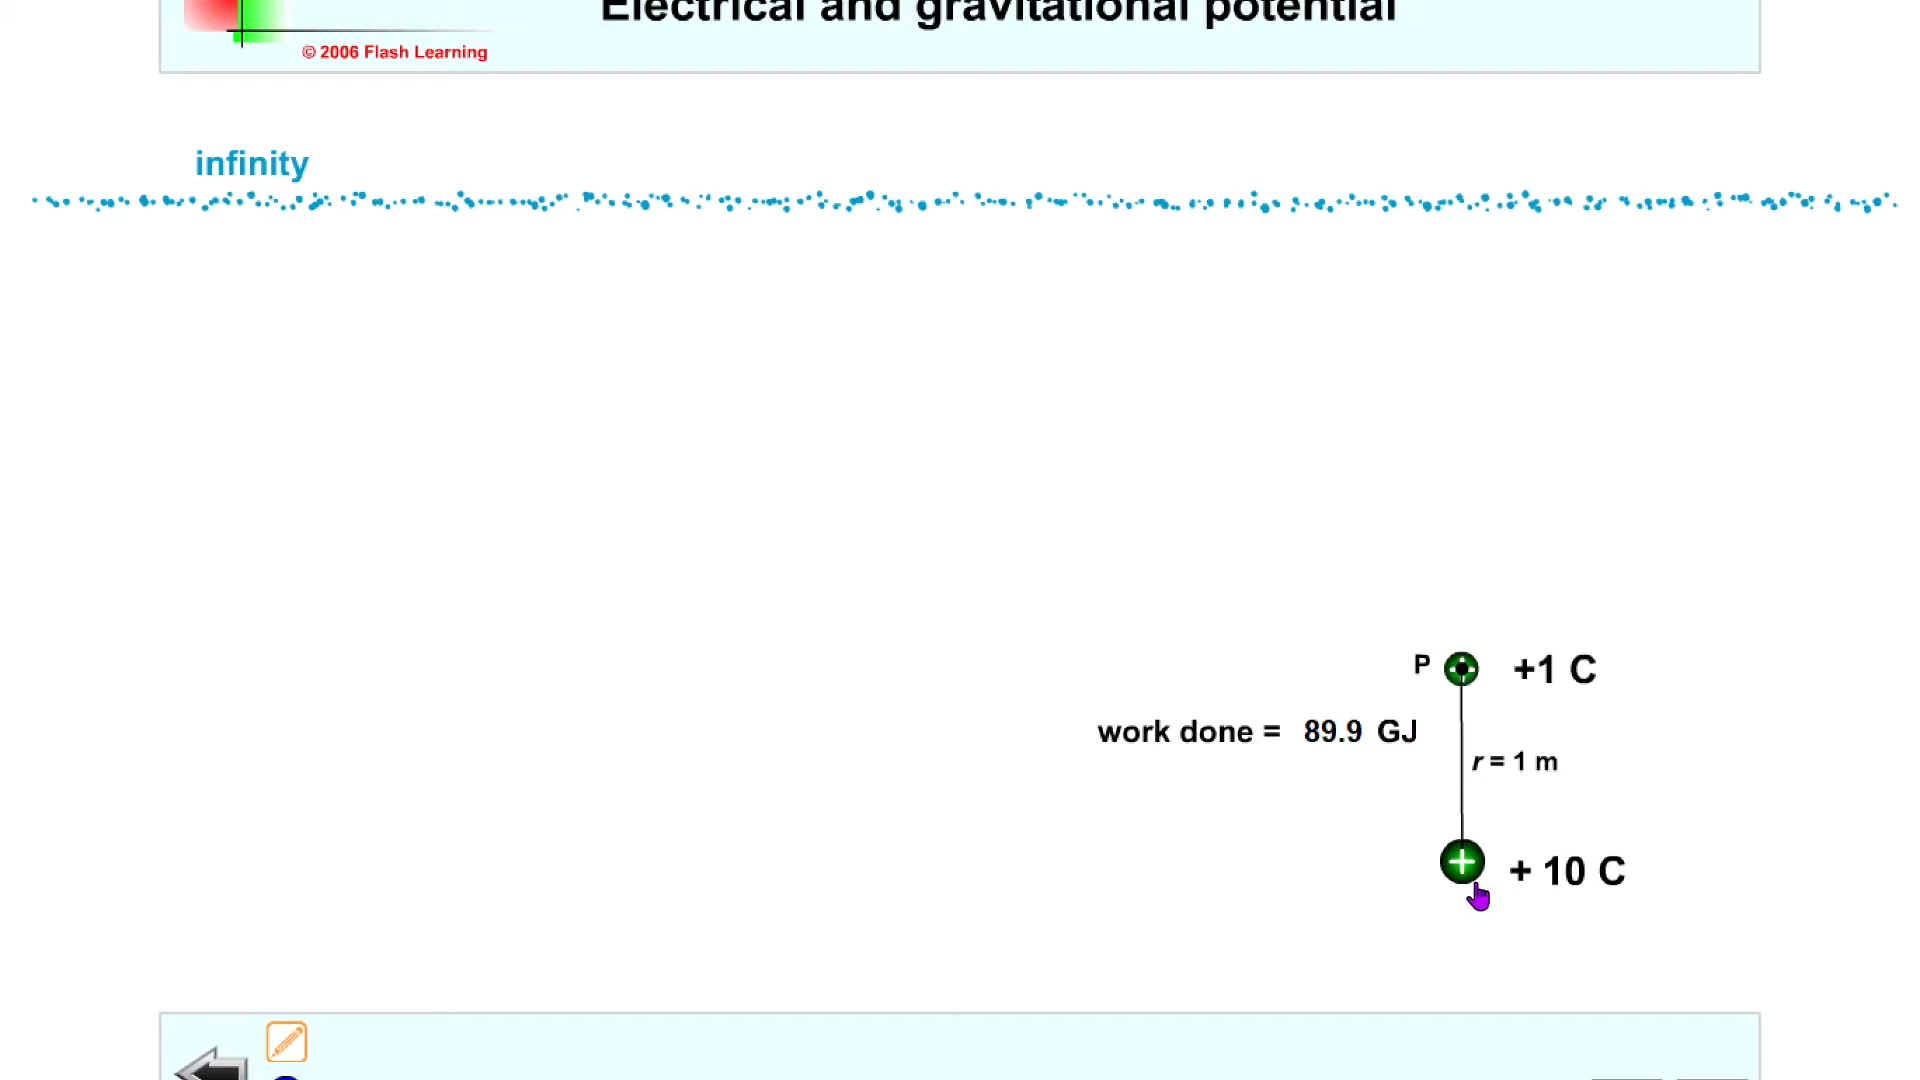 Electrical and gravitational potential
© 2006 Flash Learning
infinity
P +1 C
work done = 89.9 GJ
r = 1 m
+ 10 C